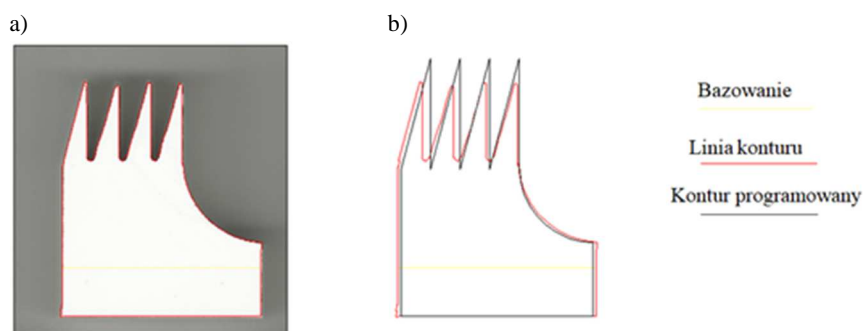 a)
b)
Bazowanie
Linia konturu
Kontur programowany